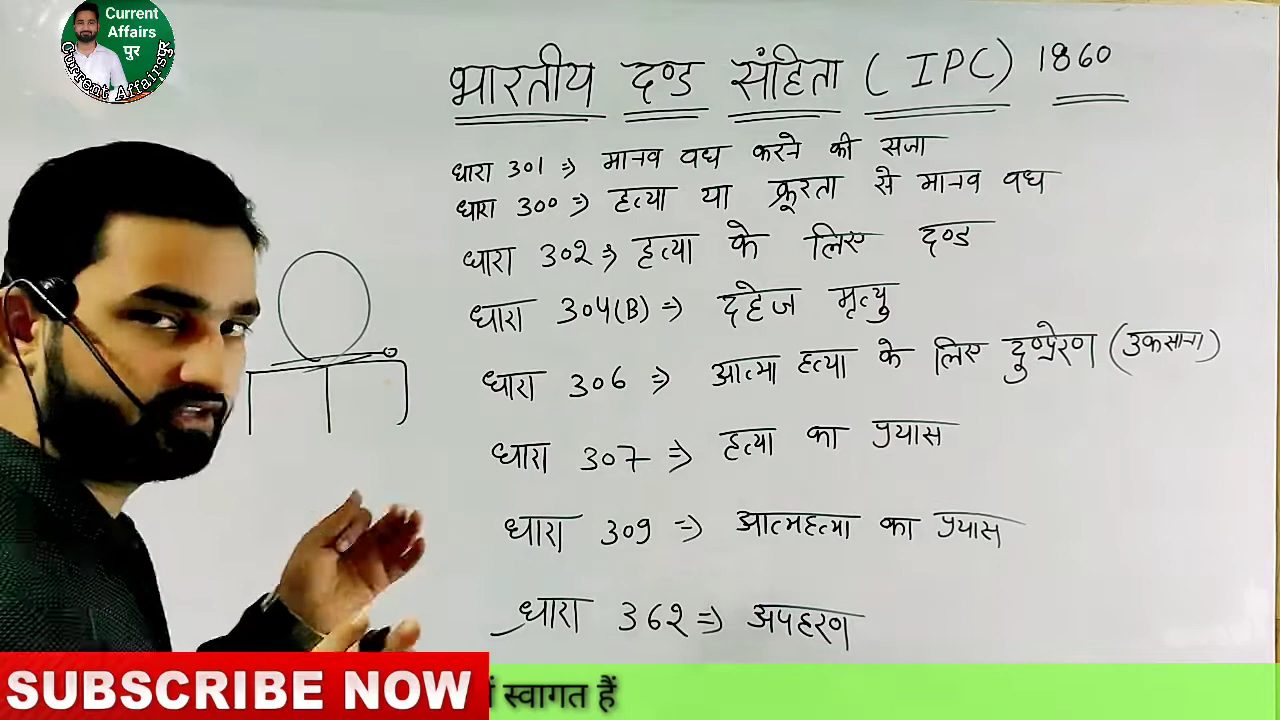 Current
Affairs
पुर
Current Affairsपुर
भारतीय दण्ड संहिता ( IPC ) 1860
धारा 301 => मानव वध करने की सजा
धारा 300 => हत्या या क्रूरता से मानव वध
धारा 302 => हत्या के लिए दण्ड
धारा 304(B) => दहेज मृत्यु
धारा 306 => आत्मा हत्या के लिए दुष्प्रेरण (उकसाना)
धारा 307 => हत्या का प्रयास
धारा 309 => आत्महत्या का प्रयास
धारा 362 => अपहरण
SUBSCRIBE NOW
स्वागत हैं